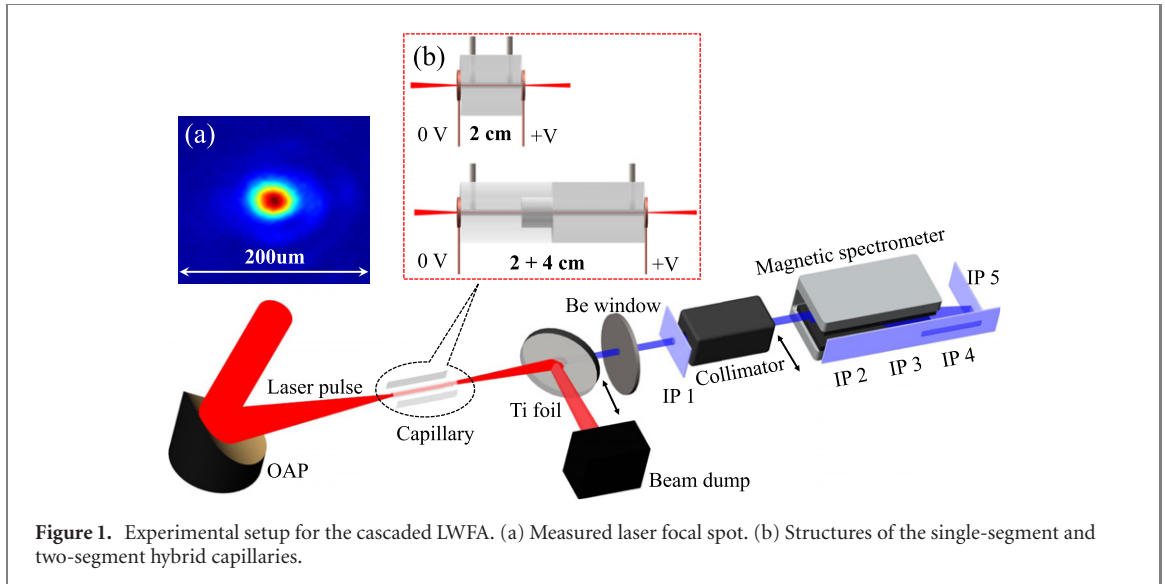 (b)
0 V 2 cm +V
(a)
200um
0 V 2 + 4 cm +V
Magnetic spectrometer
IP 5
Be window
Laser pulse
Collimator
IP 2 IP 3 IP 4
IP 1
Ti foil
Capillary
OAP
Beam dump
Figure 1. Experimental setup for the cascaded LWFA. (a) Measured laser focal spot. (b) Structures of the single-segment and
two-segment hybrid capillaries.